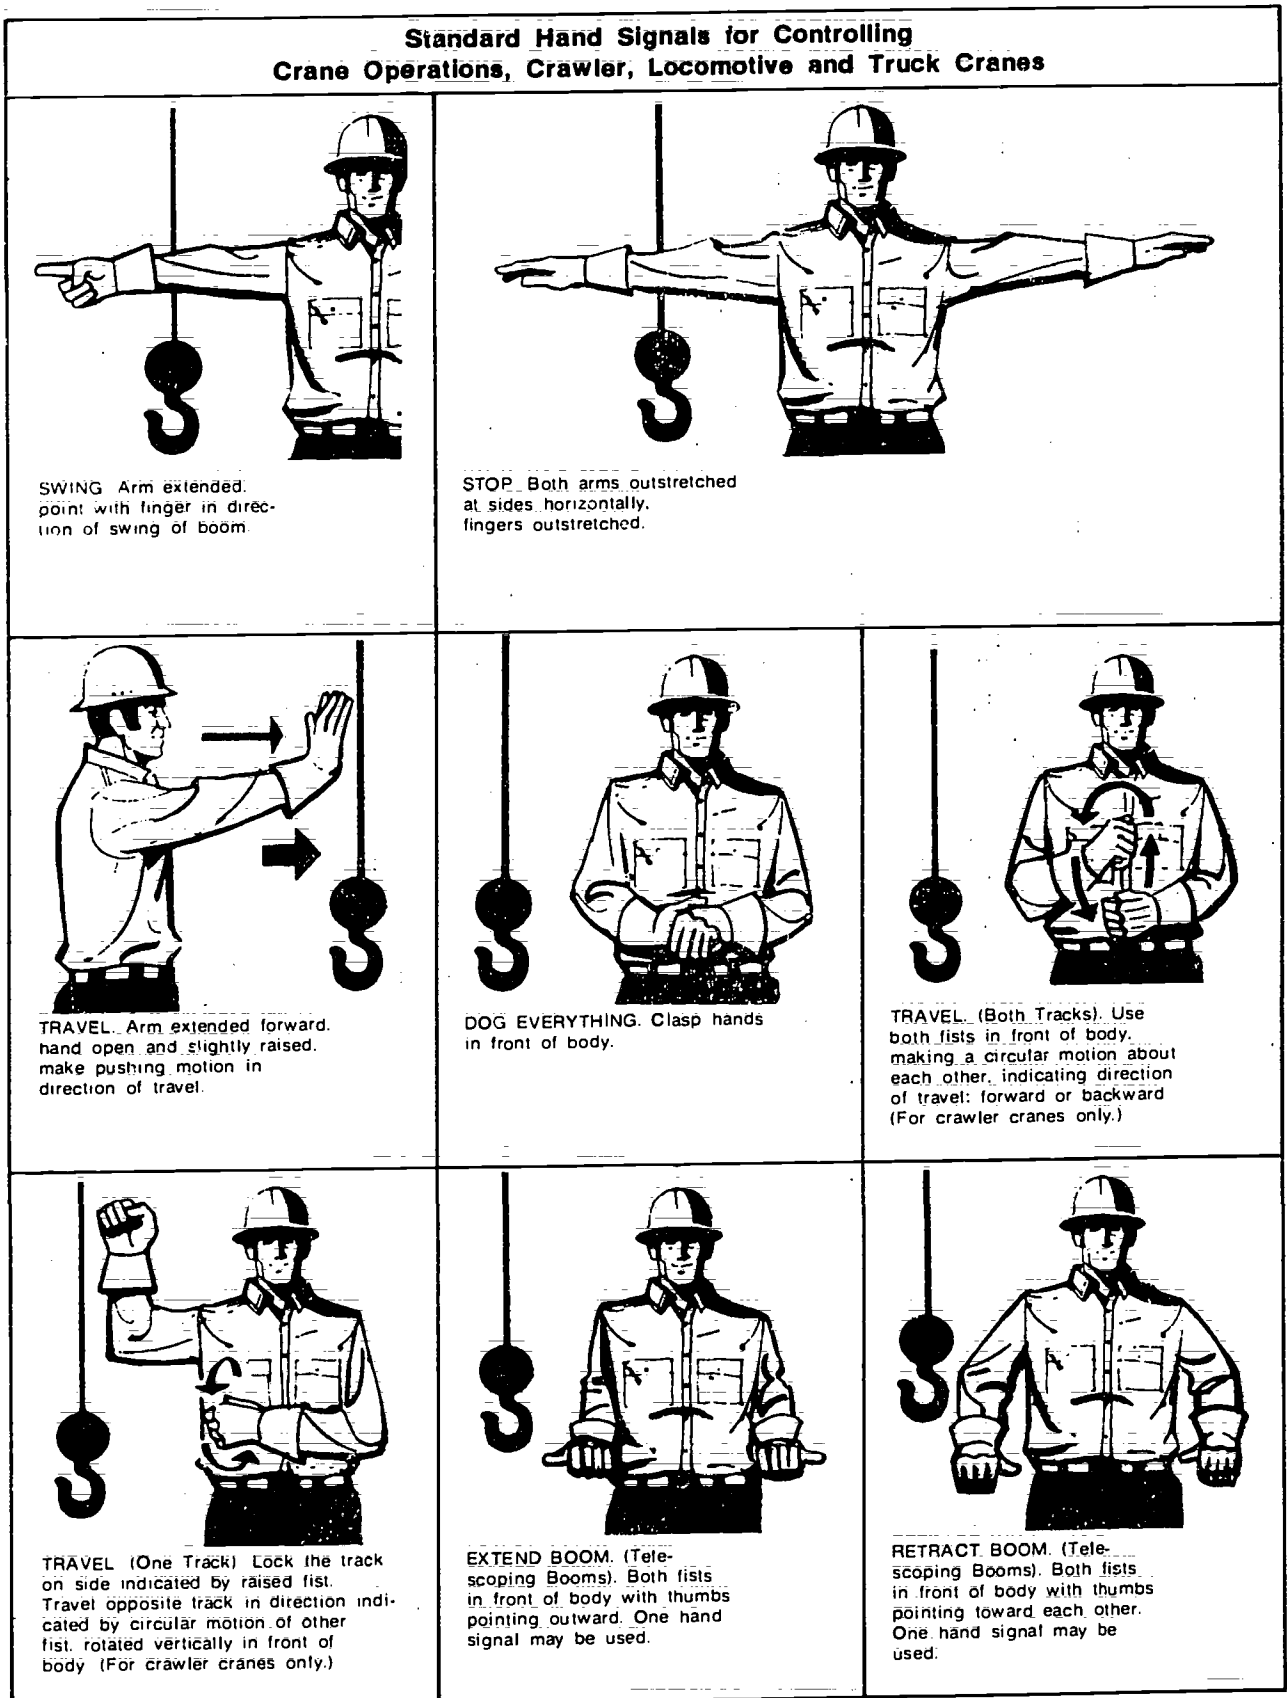 Standard Hand Signals for Controlling
Crane Operations, Crawler, Locomotive and Truck Cranes
SWING Arm extended.
point with finger in direc-
tion of swing of boom.
STOP. Both arms outstretched
at sides horizontally.
fingers outstretched.
TRAVEL. Arm extended forward.
hand open and slightly raised.
make pushing motion in
direction of travel.
DOG EVERYTHING. Clasp hands
in front of body.
TRAVEL. (Both Tracks). Use
both fists in front of body.
making a circular motion about
each other. indicating direction
of travel: forward or backward
(For crawler cranes only.)
TRAVEL (One Track) Lock the track
on side indicated by raised fist.
Travel opposite track in direction indi-
cated by circular motion of other
fist. rotated vertically in front of
body (For crawler cranes only.)
EXTEND BOOM. (Tele-
scoping Booms). Both fists
in front of body with thumbs
pointing outward. One hand
signal may be used.
RETRACT BOOM. (Tele-
scoping Booms). Both fists
in front of body with thumbs
pointing toward each other.
One hand signal may be
used.